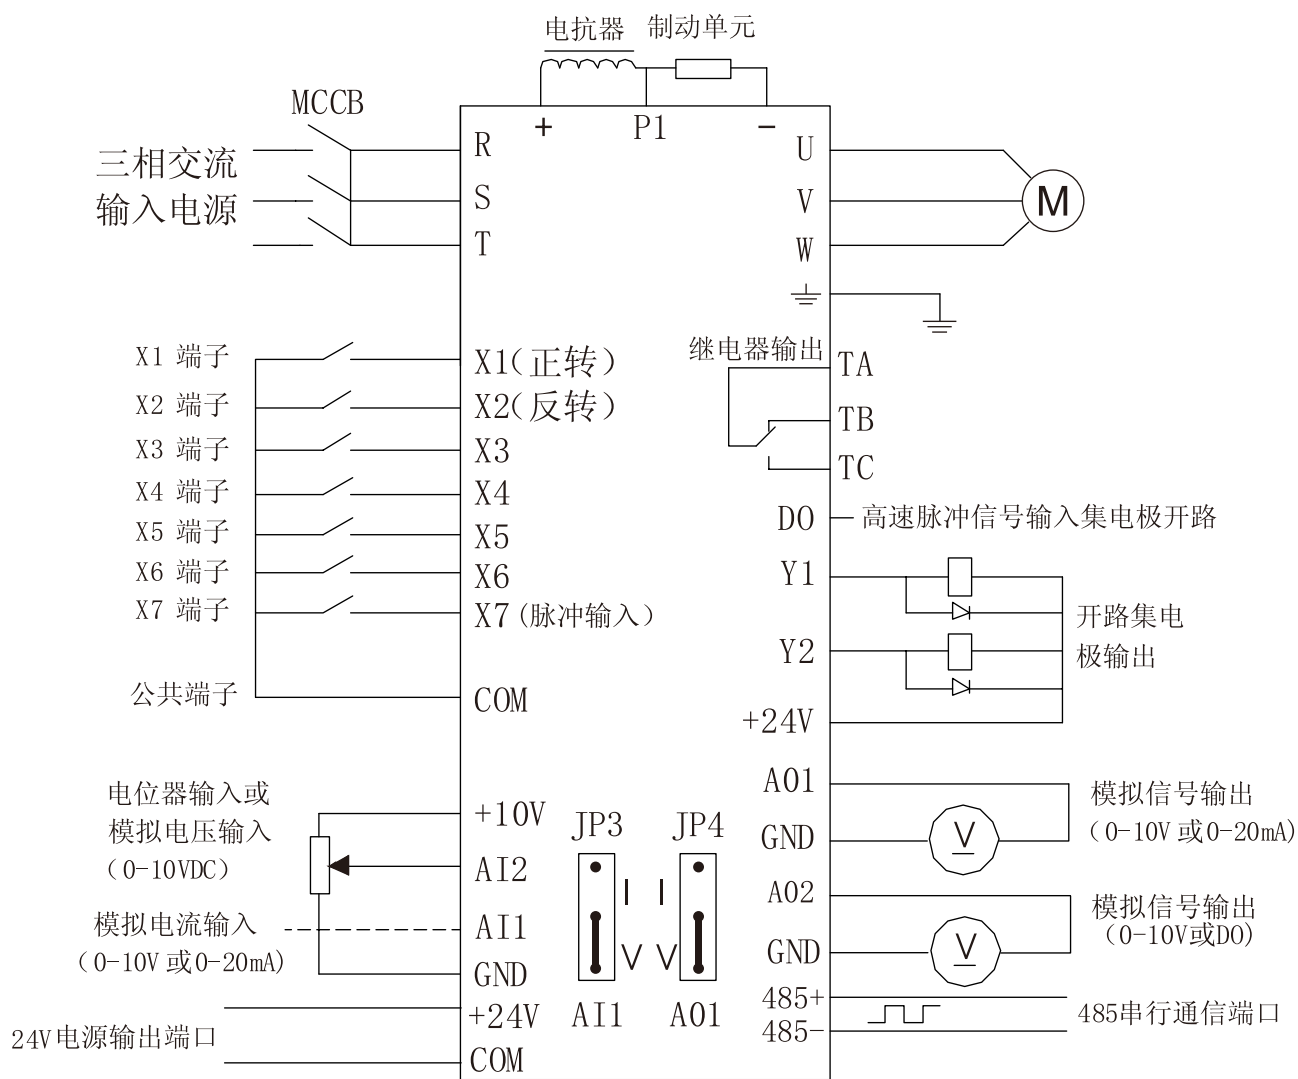 电抗器 制动单元
MCCB
+ P1 −
三相交流
输入电源
R
S
T
U
V
W
M
X1 端子
X2 端子
X3 端子
X4 端子
X5 端子
X6 端子
X7 端子
公共端子
X1(正转)
X2(反转)
X3
X4
X5
X6
X7(脉冲输入)
COM
继电器输出
TA
TB
TC
DO
高速脉冲信号输入集电极开路
Y1
Y2
+24V
开路集电
极输出
电位器输入或
模拟电压输入
(0-10VDC)
模拟电流输入
(0-10V 或0-20mA)
24V 电源输出端口
+10V
AI2
AI1
GND
+24V
COM
JP3 JP4
I I
V V
AI1 AO1
AO1
GND
AO2
GND
485+
485-
V
V
模拟信号输出
(0-10V 或0-20mA)
模拟信号输出
(0-10V或DO)
485串行通信端口